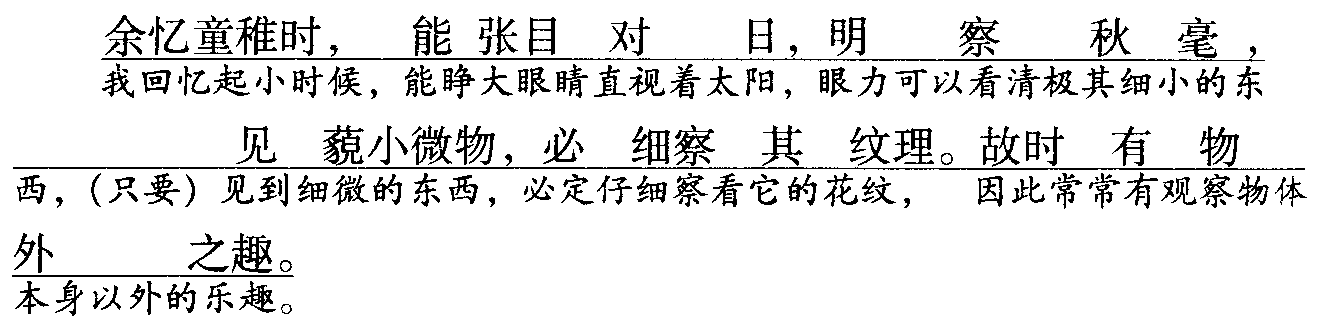 余忆童稚时，能张目对日，明察秋毫，
我回忆起小时候，能睁大眼睛直视着太阳，眼力可以看清极其细小的东
见藐小微物，必细察其纹理。故时有物
西，（只要）见到细微的东西，必定仔细察看它的花纹，因此常常有观察物体
外之趣。
本身以外的乐趣。